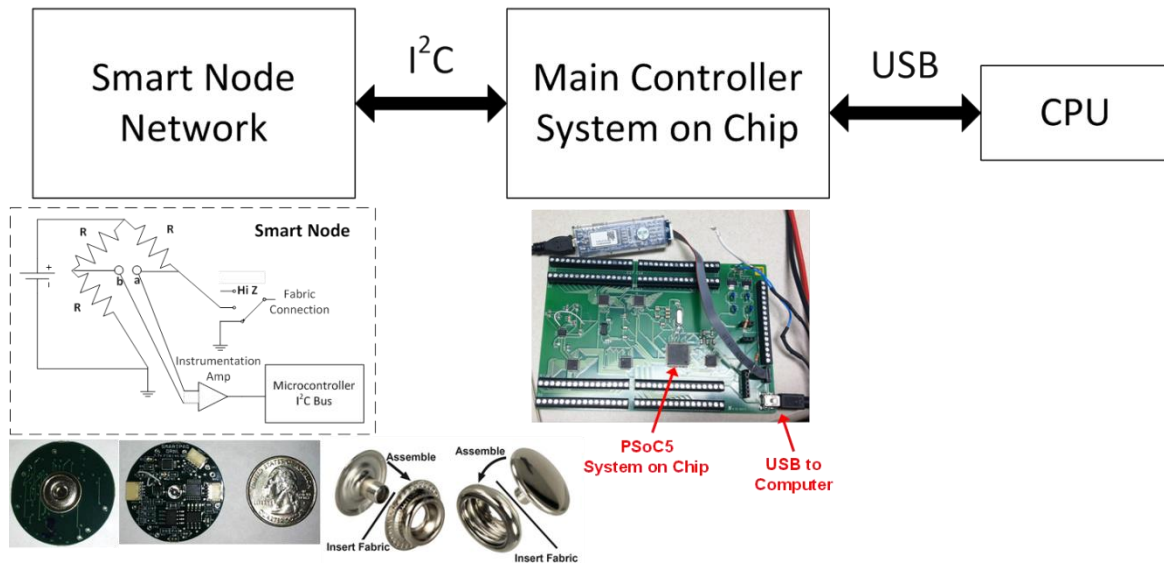 Smart Node
Network
I²C
Main Controller
System on Chip
USB
CPU
Smart Node
R
R
R
b
a
+
-
Hi Z
Fabric
Connection
Instrumentation
Amp
Microcontroller
I²C Bus
Assemble
Insert Fabric
Assemble
Insert Fabric
PSoC5
System on Chip
USB to
Computer